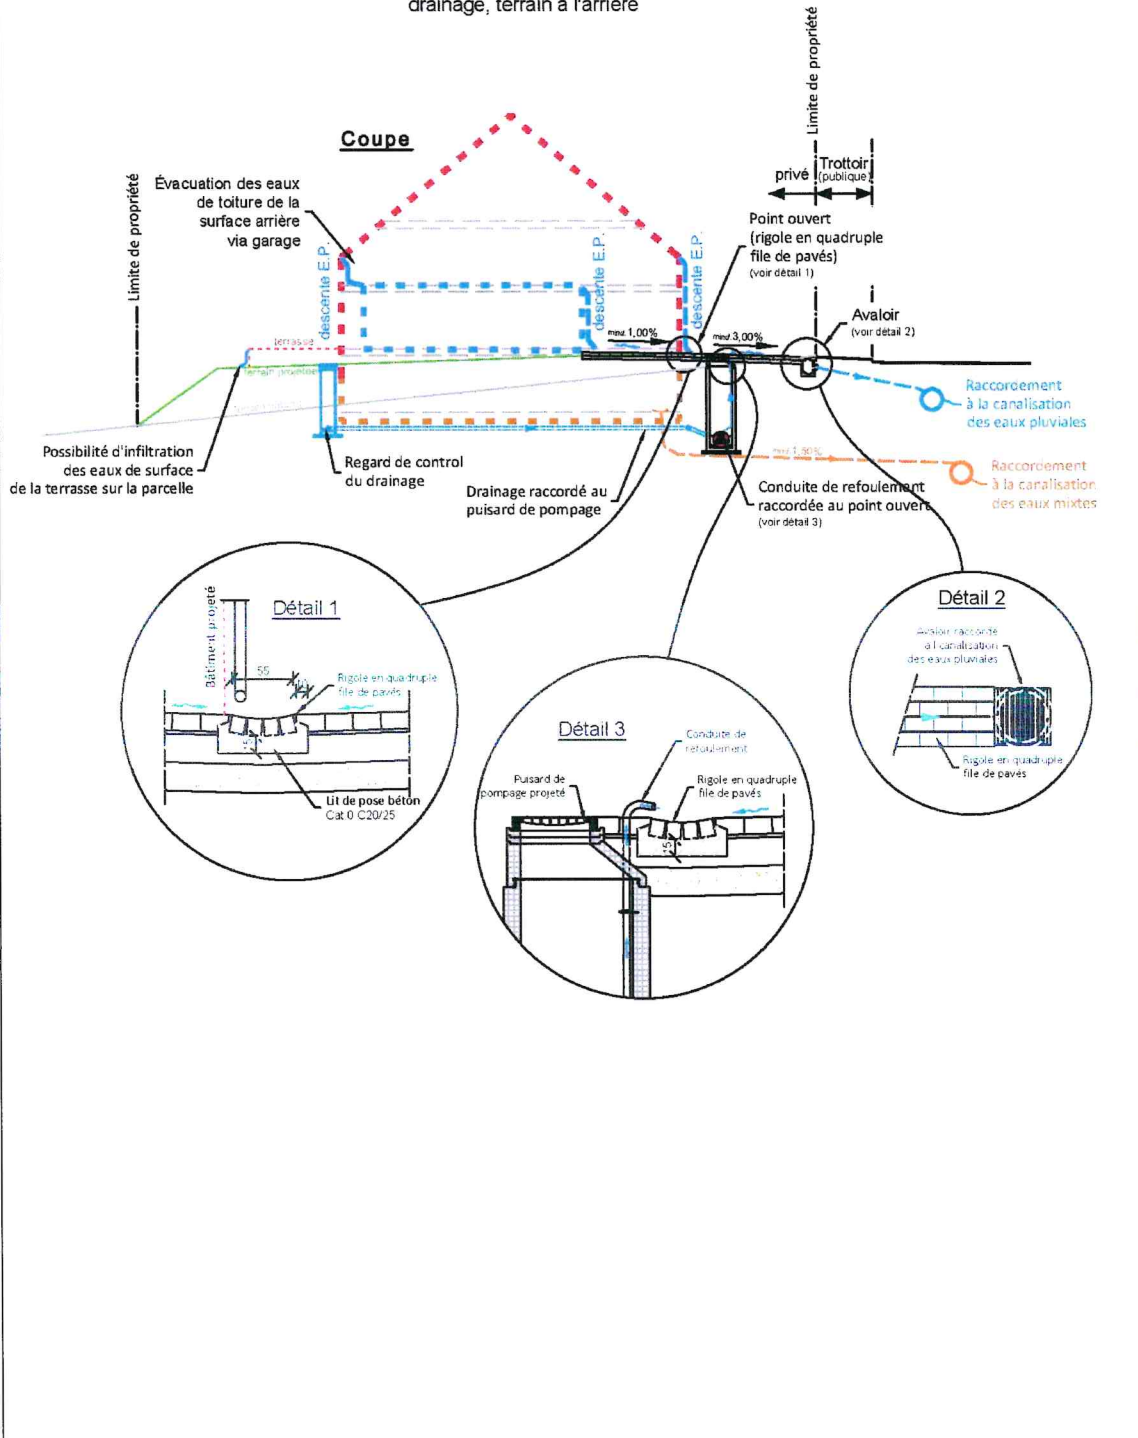 drainage, terrain à l'arrière
Limite de propriété
Coupe
Limite de propriété
privé
Trottoir
(publique)
Évacuation des eaux
de toiture de la
surface arrière
via garage
Point ouvert
(rigole en quadruple
file de pavés)
(voir détail 1)
descente E.P.
descente E.P.
descente E.P.
Avaloir
(voir détail 2)
mind. 1,00%
mind. 3,00%
terrasse
terrain projeté
Raccordement
à la canalisation
des eaux pluviales
Possibilité d'infiltration
des eaux de surface
de la terrasse sur la parcelle
Regard de control
du drainage
Drainage raccordé au
puisard de pompage
Conduite de refoulement
raccordée au point ouvert
(voir détail 3)
Raccordement
à la canalisation
des eaux mixtes
Détail 1
Bâtiment projeté
55
10
Rigole en quadruple
file de pavés
15
Lit de pose béton
Cat 0 C20/25
Détail 2
Avaloir raccordé
à l canalisation
des eaux pluviales
Rigole en quadruple
file de pavés
Détail 3
Conduite de
refoulement
Puisard de
pompage projeté
Rigole en quadruple
file de pavés
15